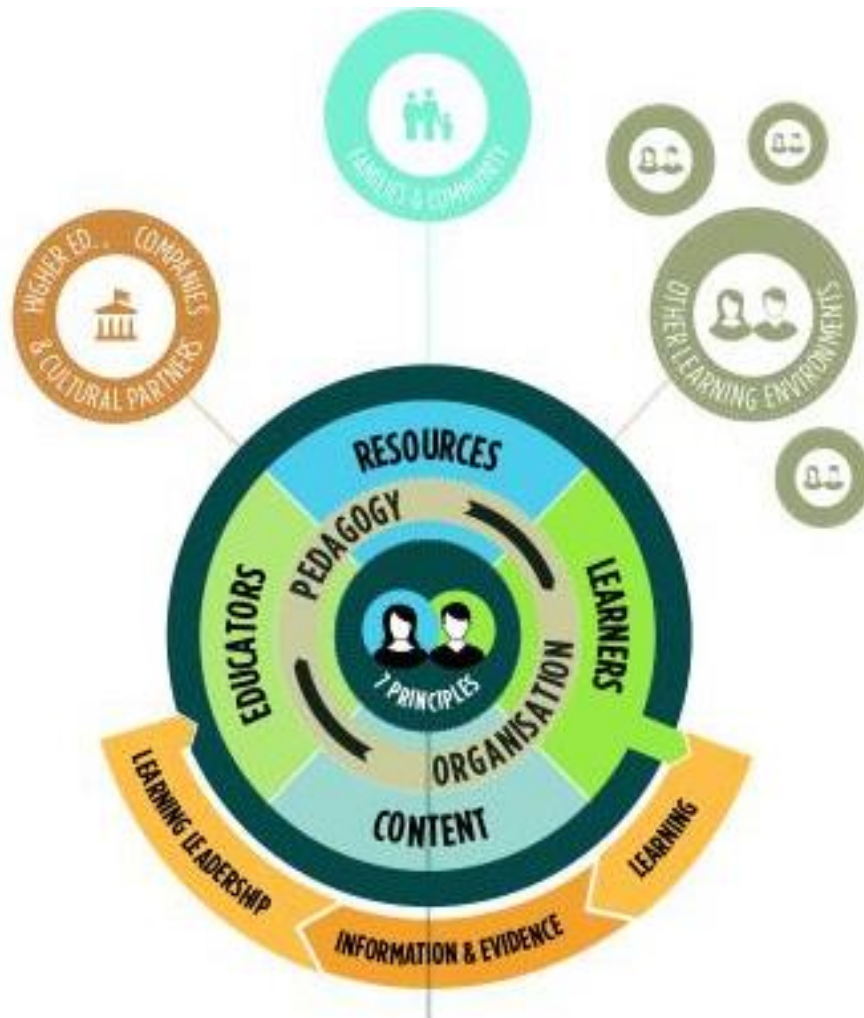 FAMILIES & COMMUNITY
HIGHER ED., COMPANIES
& CULTURAL PARTNERS
OTHER LEARNING ENVIRONMENTS
RESOURCES
PEDAGOGY
EDUCATORS
LEARNERS
7 PRINCIPLES
ORGANISATION
CONTENT
LEARNING LEADERSHIP
INFORMATION & EVIDENCE
LEARNING